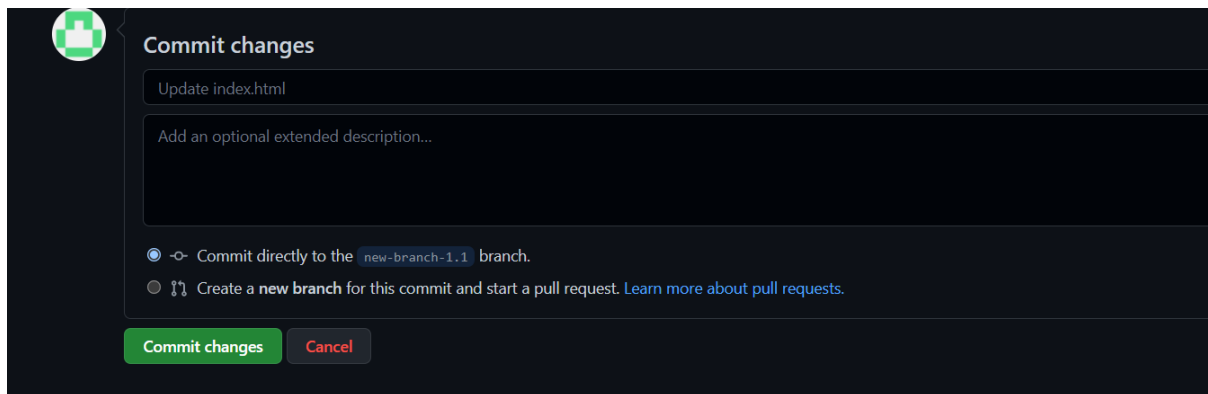 Commit changes
Update index.html
Add an optional extended description...
Commit directly to the new-branch-1.1 branch.
Create a new branch for this commit and start a pull request. Learn more about pull requests.
Commit changes Cancel